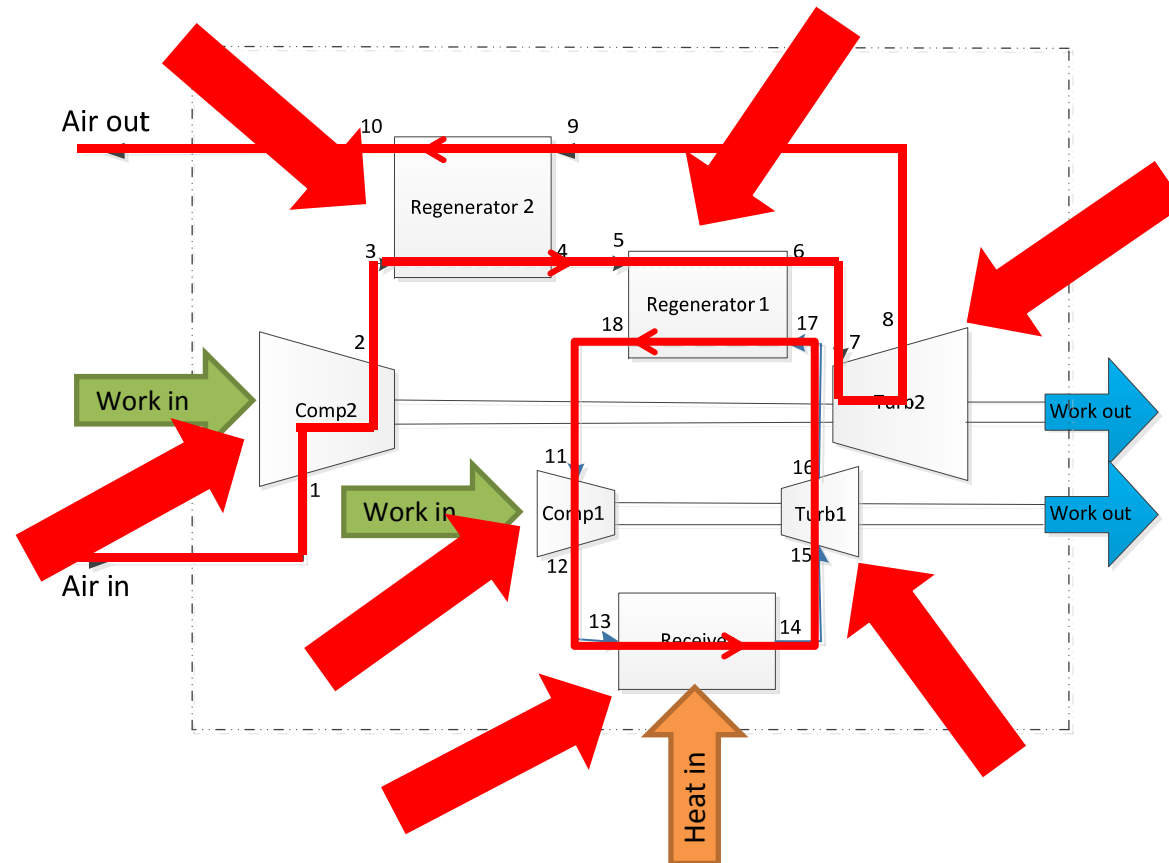 Air out
10
9
Regenerator 2
3
4
5
6
Regenerator 1
18
17
7
8
2
Work in
Comp2
Turb2
Work out
1
11
16
Work in
Comp1
Turb1
Work out
12
15
Air in
13
Receive
14
Heat in